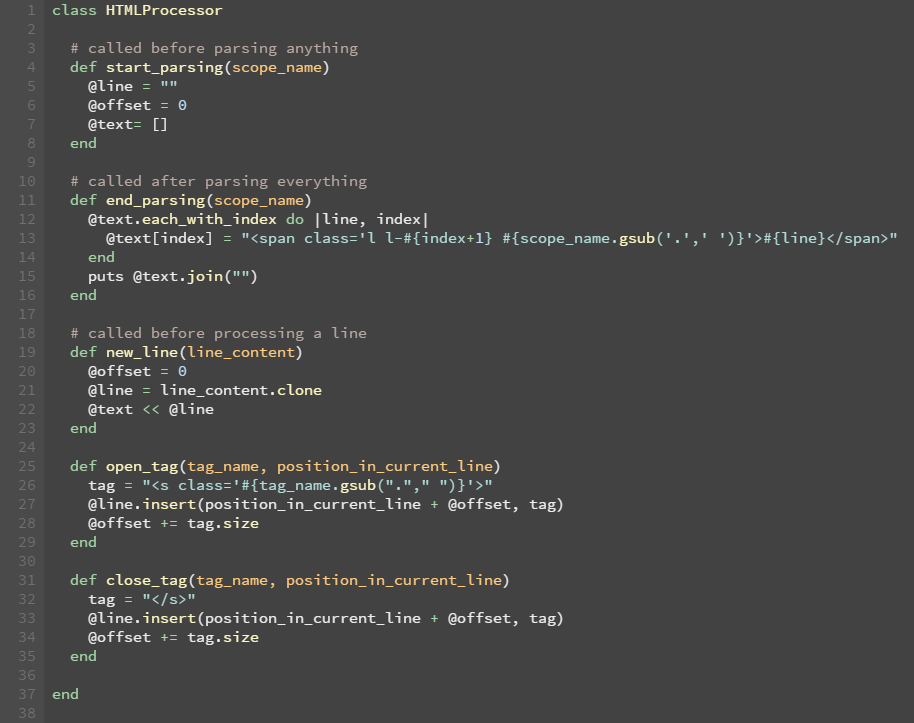 1 class HTMLProcessor
2
3   # called before parsing anything
4   def start_parsing(scope_name)
5     @line = ""
6     @offset = 0
7     @text= []
8   end
9
10   # called after parsing everything
11   def end_parsing(scope_name)
12     @text.each_with_index do |line, index|
13       @text[index] = "<span class='l l-#{index+1} #{scope_name.gsub('.',' ')}'>#{line}</span>"
14     end
15     puts @text.join("")
16   end
17
18   # called before processing a line
19   def new_line(line_content)
20     @offset = 0
21     @line = line_content.clone
22     @text << @line
23   end
24
25   def open_tag(tag_name, position_in_current_line)
26     tag = "<s class='#{tag_name.gsub("."," ")}'>"
27     @line.insert(position_in_current_line + @offset, tag)
28     @offset += tag.size
29   end
30
31   def close_tag(tag_name, position_in_current_line)
32     tag = "</s>"
33     @line.insert(position_in_current_line + @offset, tag)
34     @offset += tag.size
35   end
36
37 end
38